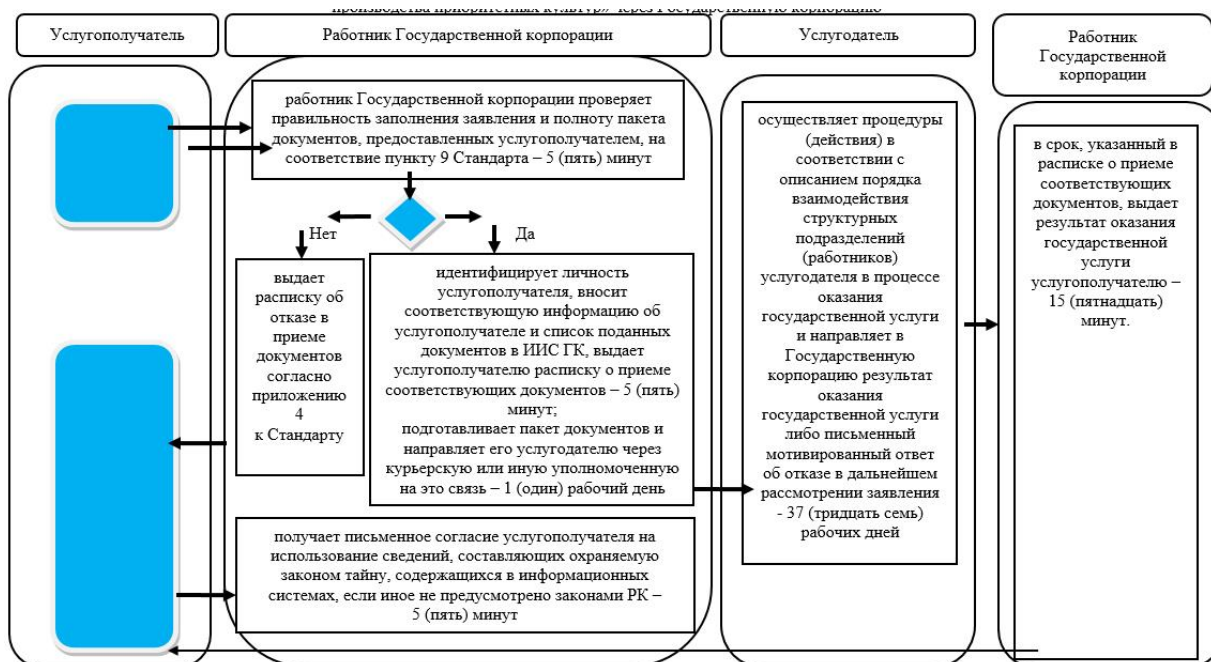 производства приоритетных культур» через Государственную корпорацию
Услугополучатель
Работник Государственной корпорации
Услугодатель
Работник
Государственной
корпорации
работник Государственной корпорации проверяет
правильность заполнения заявления и полноту пакета
документов, предоставленных услугополучателем, на
соответствие пункту 9 Стандарта – 5 (пять) минут
Нет
Да
выдает
расписку об
отказе в
приеме
документов
согласно
приложению
4
к Стандарту
идентифицирует личность
услугополучателя, вносит
соответствующую информацию об
услугополучателе и список поданных
документов в ИИС ГК, выдает
услугополучателю расписку о приеме
соответствующих документов – 5 (пять)
минут;
подготавливает пакет документов и
направляет его услугодателю через
курьерскую или иную уполномоченную
на это связь – 1 (один) рабочий день
получает письменное согласие услугополучателя на
использование сведений, составляющих охраняемую
законом тайну, содержащихся в информационных
системах, если иное не предусмотрено законами РК –
5 (пять) минут
осуществляет процедуры
(действия) в
соответствии с
описанием порядка
взаимодействия
структурных
подразделений
(работников)
услугодателя в процессе
оказания
государственной услуги
и направляет в
Государственную
корпорацию результат
оказания
государственной услуги
либо письменный
мотивированный ответ
об отказе в дальнейшем
рассмотрении заявления
- 37 (тридцать семь)
рабочих дней
в срок, указанный в
расписке о приеме
соответствующих
документов, выдает
результат оказания
государственной
услуги
услугополучателю –
15 (пятнадцать)
минут.